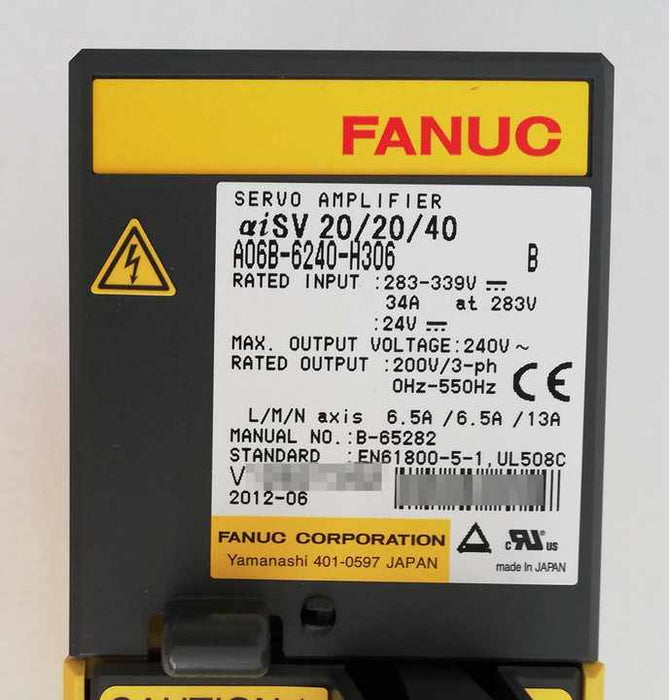 FANUC
SERVO AMPLIFIER
αiSV 20/20/40
A06B-6240-H306 B
RATED INPUT :283-339V ⎓
34A at 283V
:24V ⎓
MAX. OUTPUT VOLTAGE:240V ~
RATED OUTPUT :200V/3-ph
0Hz-550Hz CE
L/M/N axis 6.5A /6.5A /13A
MANUAL NO.:B-65282
STANDARD :EN61800-5-1,UL508C
V
2012-06
FANUC CORPORATION
Yamanashi 401-0597 JAPAN
c RU US
made in JAPAN
CAUTION